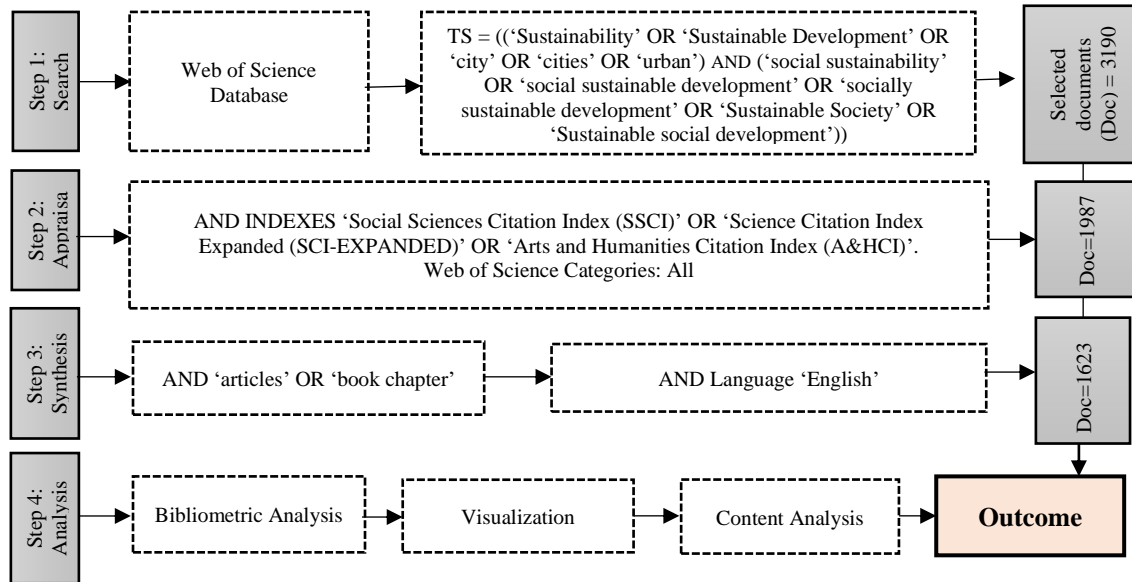 Step 1:
Search
Web of Science
Database
TS = ((‘Sustainability’ OR ‘Sustainable Development’ OR
‘city’ OR ‘cities’ OR ‘urban’) AND (‘social sustainability’
OR ‘social sustainable development’ OR ‘socially
sustainable development’ OR ‘Sustainable Society’ OR
‘Sustainable social development’))
Selected
documents
(Doc) = 3190
Step 2:
Appraisa
AND INDEXES ‘Social Sciences Citation Index (SSCI)’ OR ‘Science Citation Index
Expanded (SCI-EXPANDED)’ OR ‘Arts and Humanities Citation Index (A&HCI)’.
Web of Science Categories: All
Doc=1987
Step 3:
Synthesis
AND ‘articles’ OR ‘book chapter’
AND Language ‘English’
Doc=1623
Step 4:
Analysis
Bibliometric Analysis
Visualization
Content Analysis
Outcome